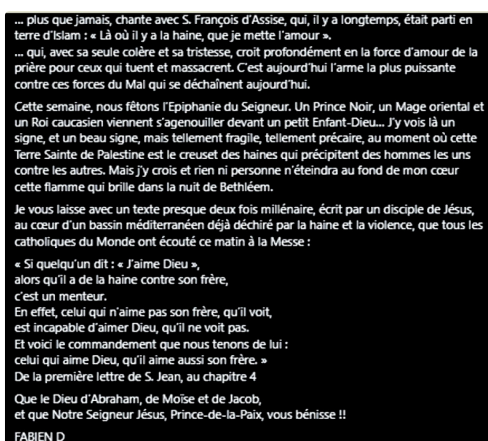 ... plus que jamais, chante avec S. François d'Assise, qui, il y a longtemps, était parti en
terre d'Islam : « Là où il y a la haine, que je mette l'amour ».
... qui, avec sa seule colère et sa tristesse, croit profondément en la force d'amour de la
prière pour ceux qui tuent et massacrent. C'est aujourd'hui l'arme la plus puissante
contre ces forces du Mal qui se déchaînent aujourd'hui.
Cette semaine, nous fêtons l'Epiphanie du Seigneur. Un Prince Noir, un Mage oriental et
un Roi caucasien viennent s'agenouiller devant un petit Enfant-Dieu... J'y vois là un
signe, et un beau signe, mais tellement fragile, tellement précaire, au moment où cette
Terre Sainte de Palestine est le creuset des haines qui précipitent des hommes les uns
contre les autres. Mais j'y crois et rien ni personne n'éteindra au fond de mon cœur
cette flamme qui brille dans la nuit de Bethléem.
Je vous laisse avec un texte presque deux fois millénaire, écrit par un disciple de Jésus,
au cœur d'un bassin méditerranéen déjà déchiré par la haine et la violence, que tous les
catholiques du Monde ont écouté ce matin à la Messe :
« Si quelqu'un dit : « J'aime Dieu »,
alors qu'il a de la haine contre son frère,
c'est un menteur.
En effet, celui qui n'aime pas son frère, qu'il voit,
est incapable d'aimer Dieu, qu'il ne voit pas.
Et voici le commandement que nous tenons de lui :
celui qui aime Dieu, qu'il aime aussi son frère. »
De la première lettre de S. Jean, au chapitre 4
Que le Dieu d'Abraham, de Moïse et de Jacob,
et que Notre Seigneur Jésus, Prince-de-la-Paix, vous bénisse !!
FABIEN D